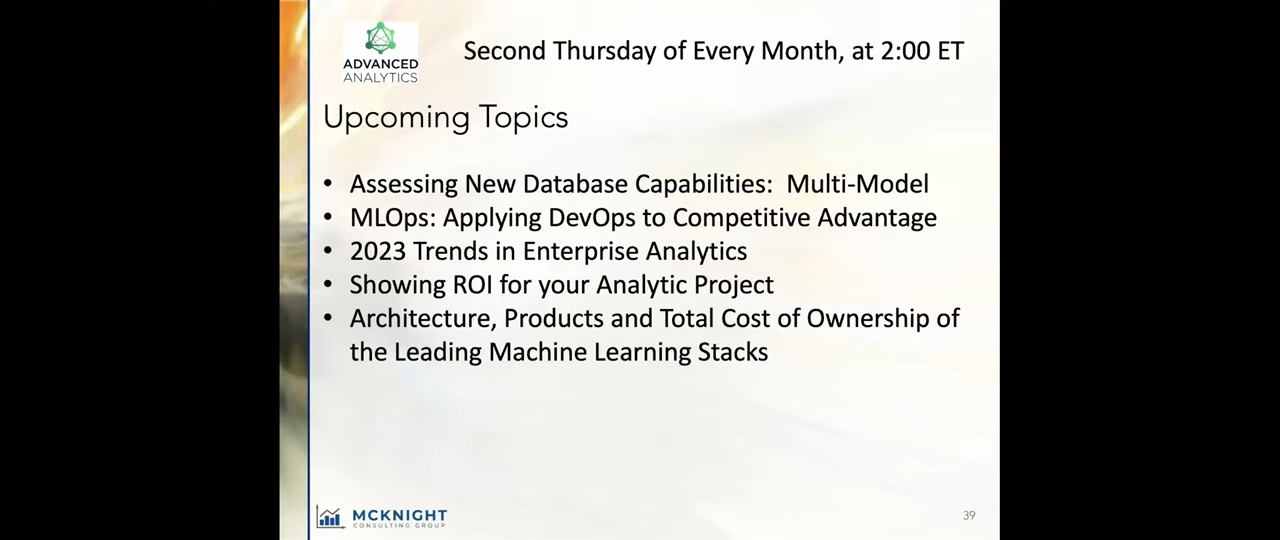 ADVANCED
ANALYTICS
Second Thursday of Every Month, at 2:00 ET
Upcoming Topics
• Assessing New Database Capabilities:  Multi-Model
• MLOps: Applying DevOps to Competitive Advantage
• 2023 Trends in Enterprise Analytics
• Showing ROI for your Analytic Project
• Architecture, Products and Total Cost of Ownership of
the Leading Machine Learning Stacks
MCKNIGHT
CONSULTING GROUP
39